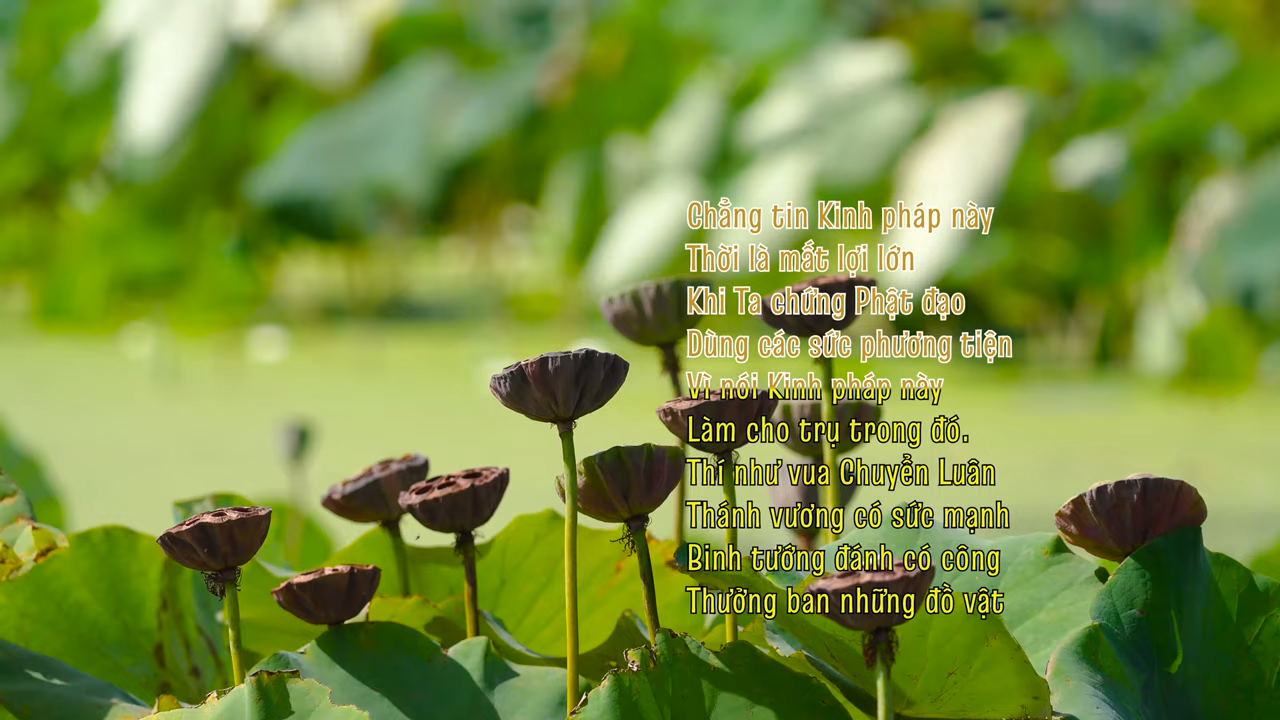 Chẳng tin Kinh pháp này
Thời là mất lợi lớn
Khi Ta chứng Phật đạo
Dùng các sức phương tiện
Vì nói Kinh pháp này
Làm cho trụ trong đó.
Thí như vua Chuyển Luân
Thánh vương có sức mạnh
Binh tướng đánh có công
Thưởng ban những đồ vật